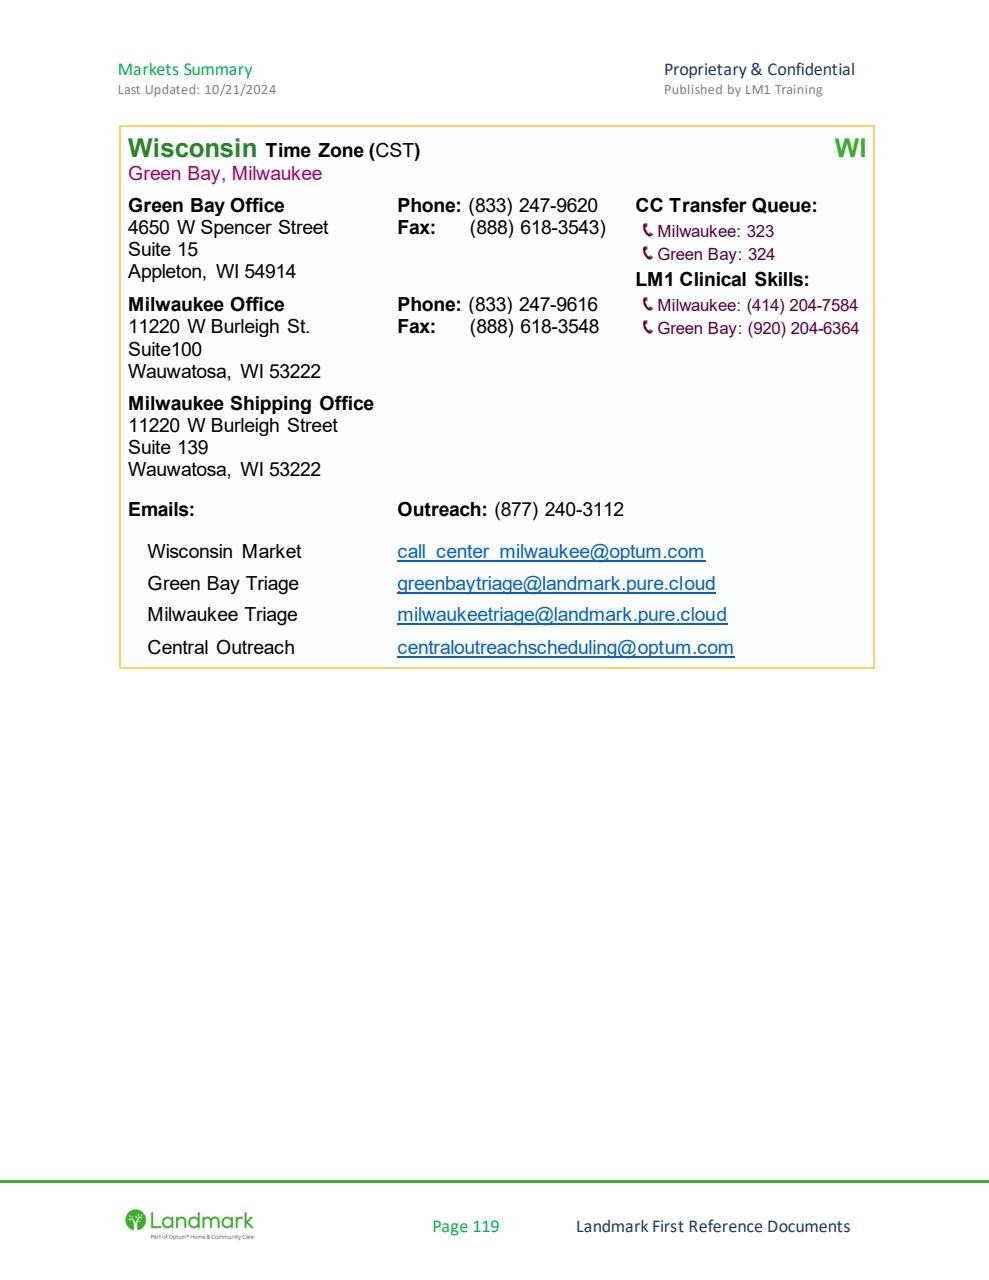 Markets Summary
Proprietary & Confidential
Last Updated: 10/21/2024
Published by LM1 Training
Wisconsin Time Zone (CST)
WI
Green Bay, Milwaukee
Green Bay Office
4650 W Spencer Street
Suite 15
Appleton, WI 54914
Phone: (833) 247-9620
Fax: (888) 618-3543)
CC Transfer Queue:
Milwaukee: 323
Green Bay: 324
LM1 Clinical Skills:
Milwaukee: (414) 204-7584
Green Bay: (920) 204-6364
Milwaukee Office
11220 W Burleigh St.
Suite100
Wauwatosa, WI 53222
Phone: (833) 247-9616
Fax: (888) 618-3548
Milwaukee Shipping Office
11220 W Burleigh Street
Suite 139
Wauwatosa, WI 53222
Emails:
Outreach: (877) 240-3112
Wisconsin Market call_center_milwaukee@optum.com
Green Bay Triage greenbaytriage@landmark.pure.cloud
Milwaukee Triage milwaukeetriage@landmark.pure.cloud
Central Outreach centraloutreachscheduling@optum.com
Landmark
Part of Optum® Home & Community Care
Page 119
Landmark First Reference Documents